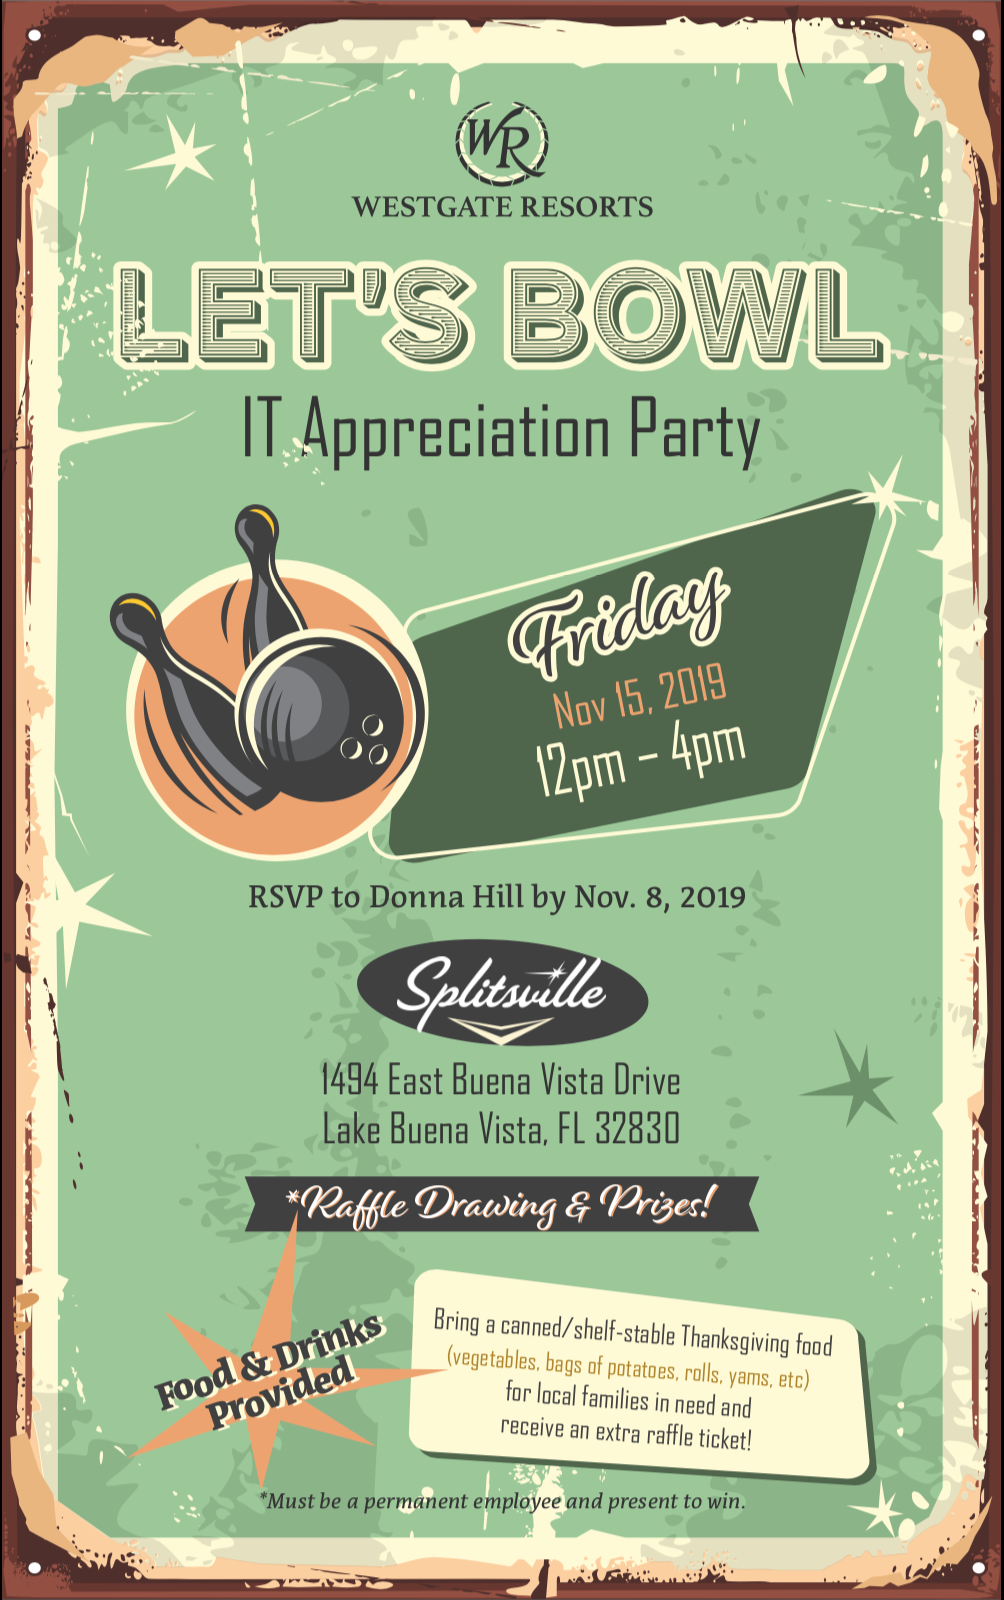 WR
WESTGATE RESORTS
LET'S BOWL
IT Appreciation Party
Friday
Nov 15, 2019
12pm – 4pm
RSVP to Donna Hill by Nov. 8, 2019
Splitsville
1494 East Buena Vista Drive
Lake Buena Vista, FL 32830
*Raffle Drawing & Prizes!
Food & Drinks
Provided
Bring a canned/shelf-stable Thanksgiving food
(vegetables, bags of potatoes, rolls, yams, etc)
for local families in need and
receive an extra raffle ticket!
*Must be a permanent employee and present to win.